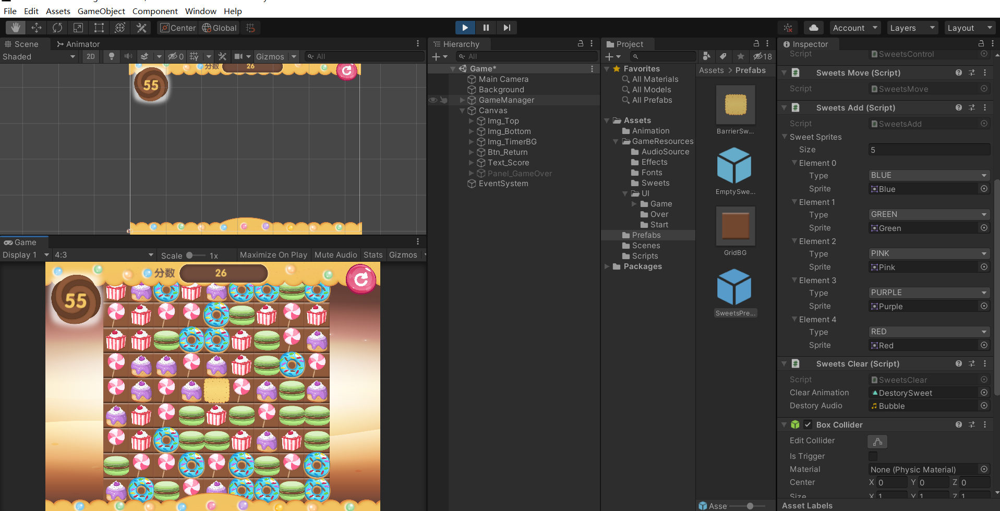 File Edit Assets GameObject Component Window Help
Center Global
Account Layers Layout
Scene Animator
Shaded 2D 0 Gizmos All
分数 26
55
Game
Display 1 4:3 Scale 1x Maximize On Play Mute Audio Stats Gizmos
分数 26
55
Hierarchy
All
Game*
Main Camera
Background
GameManager
Canvas
Img_Top
Img_Bottom
Img_TimerBG
Btn_Return
Text_Score
Panel_GameOver
EventSystem
Project
18
Favorites
All Materials
All Models
All Prefabs
Assets
Animation
GameResources
AudioSource
Effects
Fonts
Sweets
UI
Game
Over
Start
Prefabs
Scenes
Scripts
Packages
Assets > Prefabs
BarrierSw...
EmptySwe...
GridBG
SweetsPre...
Asse
Inspector
Script SweetsControl
Sweets Move (Script)
Script SweetsMove
Sweets Add (Script)
Script SweetsAdd
Sweet Sprites
Size 5
Element 0
Type BLUE
Sprite Blue
Element 1
Type GREEN
Sprite Green
Element 2
Type PINK
Sprite Pink
Element 3
Type PURPLE
Sprite Purple
Element 4
Type RED
Sprite Red
Sweets Clear (Script)
Script SweetsClear
Clear Animation DestorySweet
Destory Audio Bubble
Box Collider
Edit Collider
Is Trigger
Material None (Physic Material)
Center X 0 Y 0 Z 0
Size X 1 Y 1 Z 1
Asset Labels